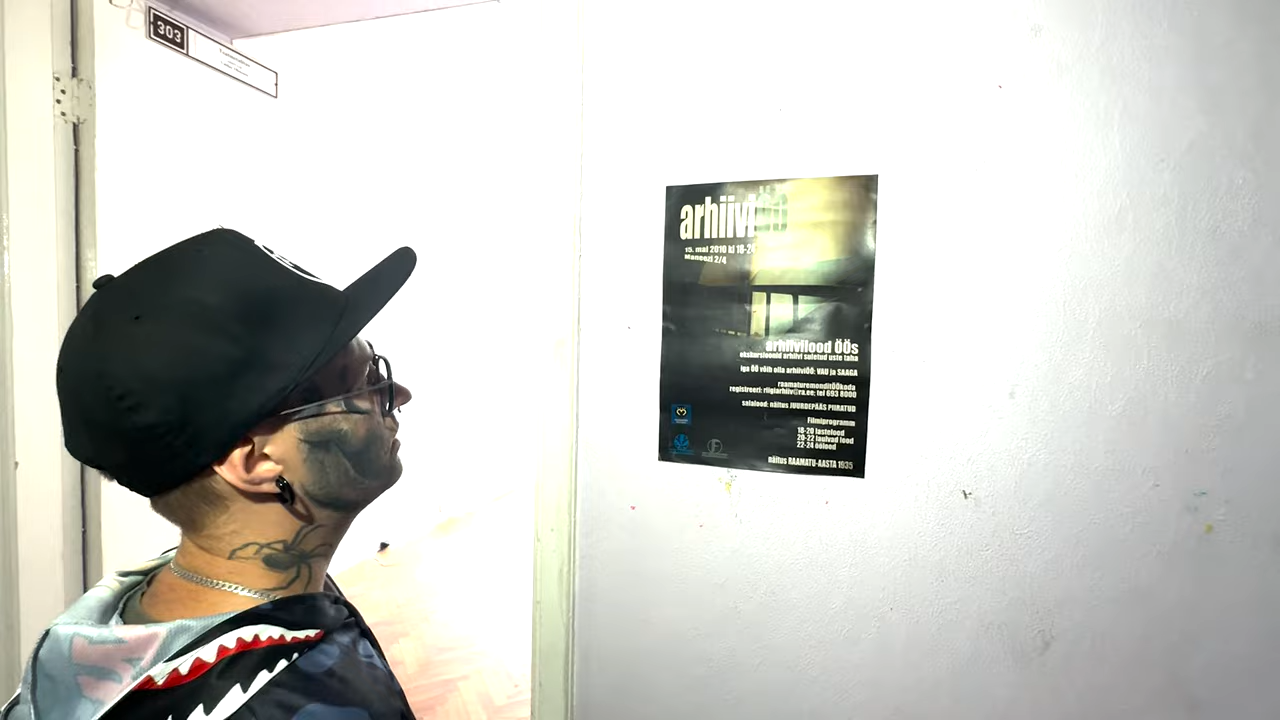 303
arhiiviöö
15. mai 2010 kl 18-24
Maneezi 2/4
arhiivilood ÖÖs
ekskursioonid arhiivi suletud uste taha
iga ÖÖ võib olla arhiiviÖÖ: VAU ja SAAGA
raamaturemonditÖÖkoda
registreeri: riigiarhiiv@ra.ee; tel 693 8000
salalood: näitus JUURDEPÄÄS PIIRATUD
Filmiprogramm
18-20 lastelood
20-22 laulvad lood
22-24 öölood
näitus RAAMATU-AASTA 1935